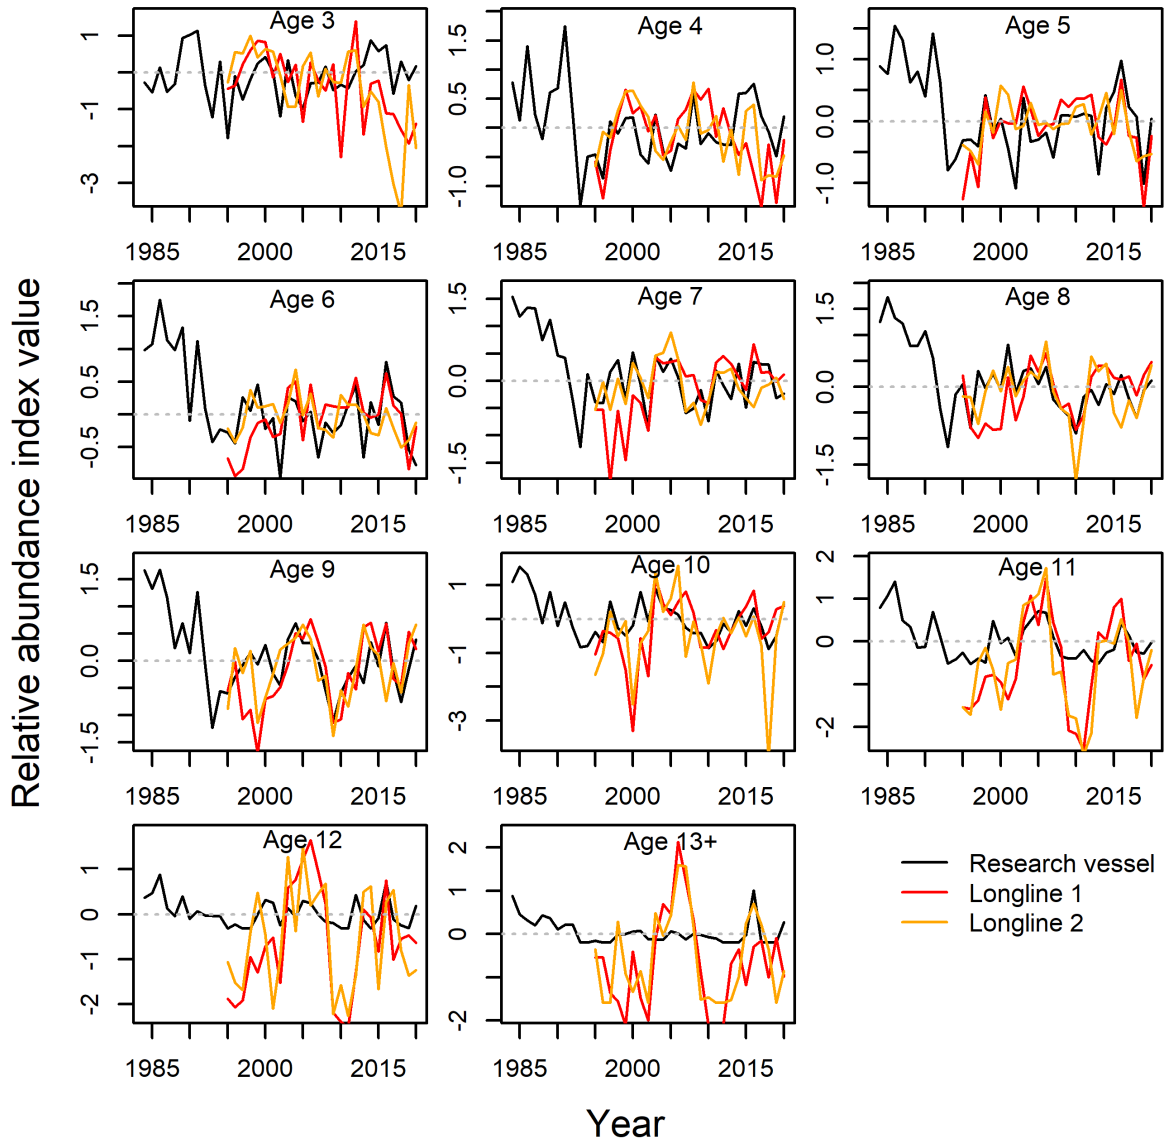 Age 3
Age 4
Age 5
1
-1
-3
1.5
0.5
-1.0
1.0
0.0
-1.0
1985 2000 2015
1985 2000 2015
1985 2000 2015
Age 6
Age 7
Age 8
1.5
0.5
-0.5
1.5
0.0
-1.5
1.5
0.0
-1.5
1985 2000 2015
1985 2000 2015
1985 2000 2015
Age 9
Age 10
Age 11
1.5
0.0
-1.5
1
-1
-3
2
0
-2
1985 2000 2015
1985 2000 2015
1985 2000 2015
Age 12
Age 13+
1
0
-1
-2
2
1
0
-2
1985 2000 2015
1985 2000 2015
Research vessel
Longline 1
Longline 2
Relative abundance index value
Year